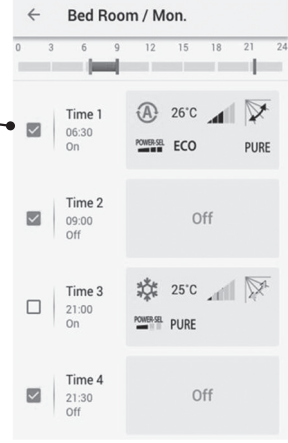 ← Bed Room / Mon.
0 3 6 9 12 15 18 21 24
Time 1
06:30
On
A 26°C
POWER-SEL ECO PURE
Time 2
09:00
Off
Off
Time 3
21:00
On
25°C
POWER-SEL PURE
Time 4
21:30
Off
Off